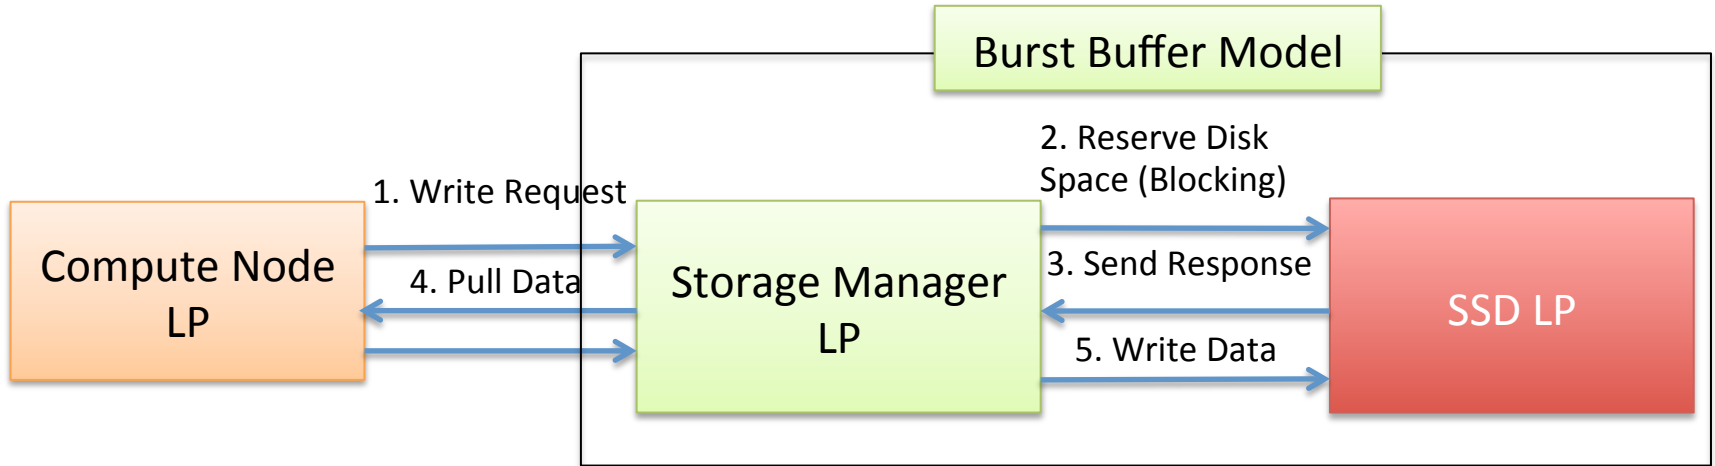 Burst Buffer Model
2. Reserve Disk
Space (Blocking)
1. Write Request
Compute Node
LP
4. Pull Data
Storage Manager
LP
3. Send Response
5. Write Data
SSD LP